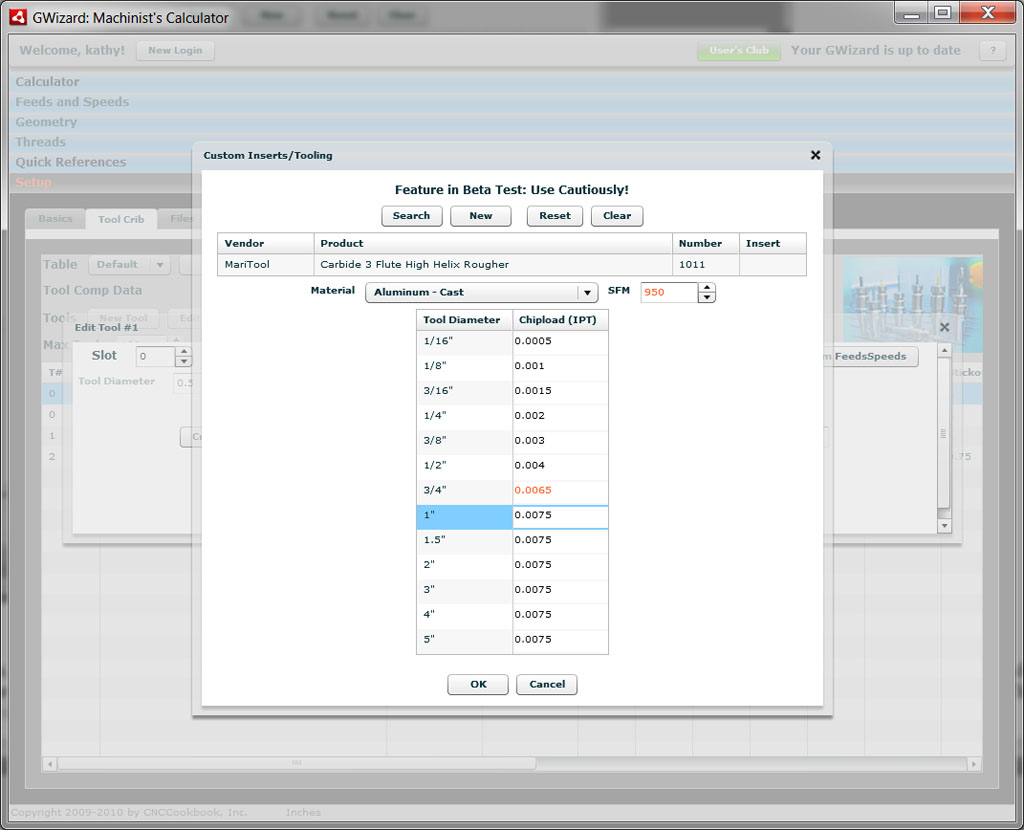 GWizard: Machinist's Calculator
Welcome, kathy! New Login User's Club Your GWizard is up to date ?
Calculator
Feeds and Speeds
Geometry
Threads
Quick References
Setup
Basics Tool Crib Files
Table Default
Tool Comp Data
Tools New Tool
Edit Tool #1
Slot 0
FeedsSpeeds
T#
Tool Diameter 0.5
0
0
1
2
.75
Custom Inserts/Tooling
Feature in Beta Test: Use Cautiously!
Search New Reset Clear
Vendor Product Number Insert
MariTool Carbide 3 Flute High Helix Rougher 1011
Material Aluminum - Cast SFM 950
Tool Diameter Chipload (IPT)
1/16" 0.0005
1/8" 0.001
3/16" 0.0015
1/4" 0.002
3/8" 0.003
1/2" 0.004
3/4" 0.0065
1" 0.0075
1.5" 0.0075
2" 0.0075
3" 0.0075
4" 0.0075
5" 0.0075
OK Cancel
Copyright 2009-2010 by CNCCookbook, Inc. Inches